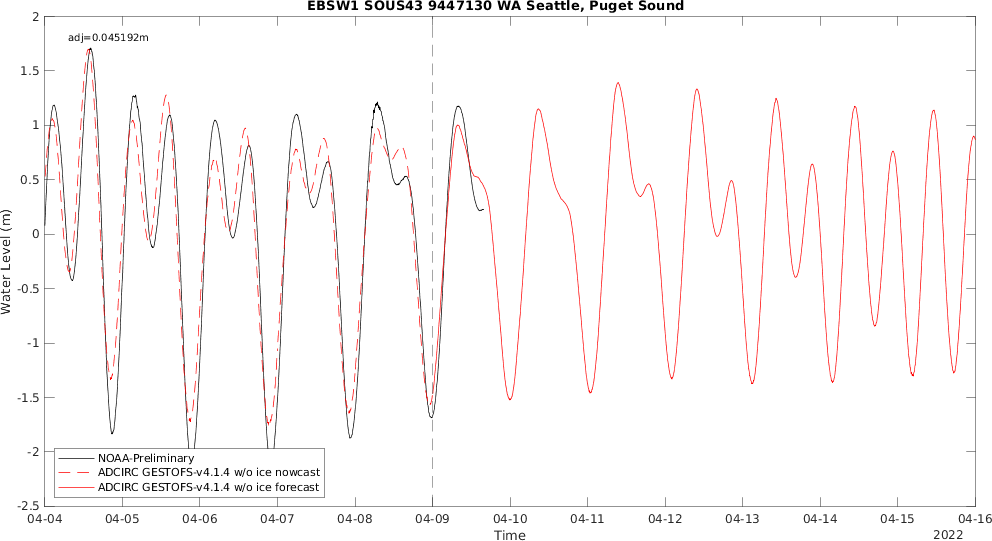 EBSW1 SOUS43 9447130 WA Seattle, Puget Sound
adj=0.045192m
2
1.5
1
0.5
0
-0.5
-1
-1.5
-2
-2.5
Water Level (m)
NOAA-Preliminary
ADCIRC GESTOFS-v4.1.4 w/o ice nowcast
ADCIRC GESTOFS-v4.1.4 w/o ice forecast
04-04 04-05 04-06 04-07 04-08 04-09 04-10 04-11 04-12 04-13 04-14 04-15 04-16
Time
2022